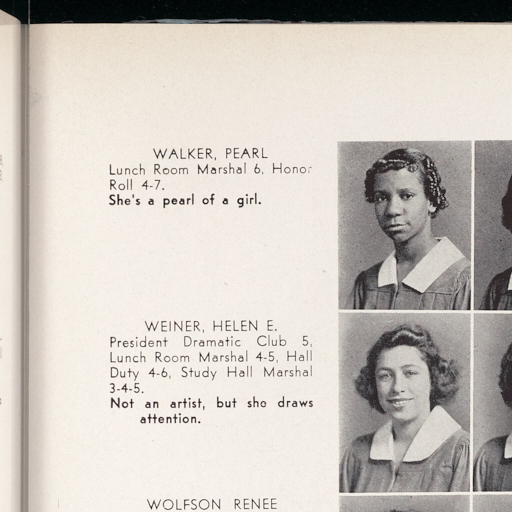 WALKER, PEARL
Lunch Room Marshal 6, Honor
Roll 4-7.
She's a pearl of a girl.
WEINER, HELEN E.
President Dramatic Club 5,
Lunch Room Marshal 4-5, Hall
Duty 4-6, Study Hall Marshal
3-4-5.
Not an artist, but she draws
attention.
WOLFSON RENEE